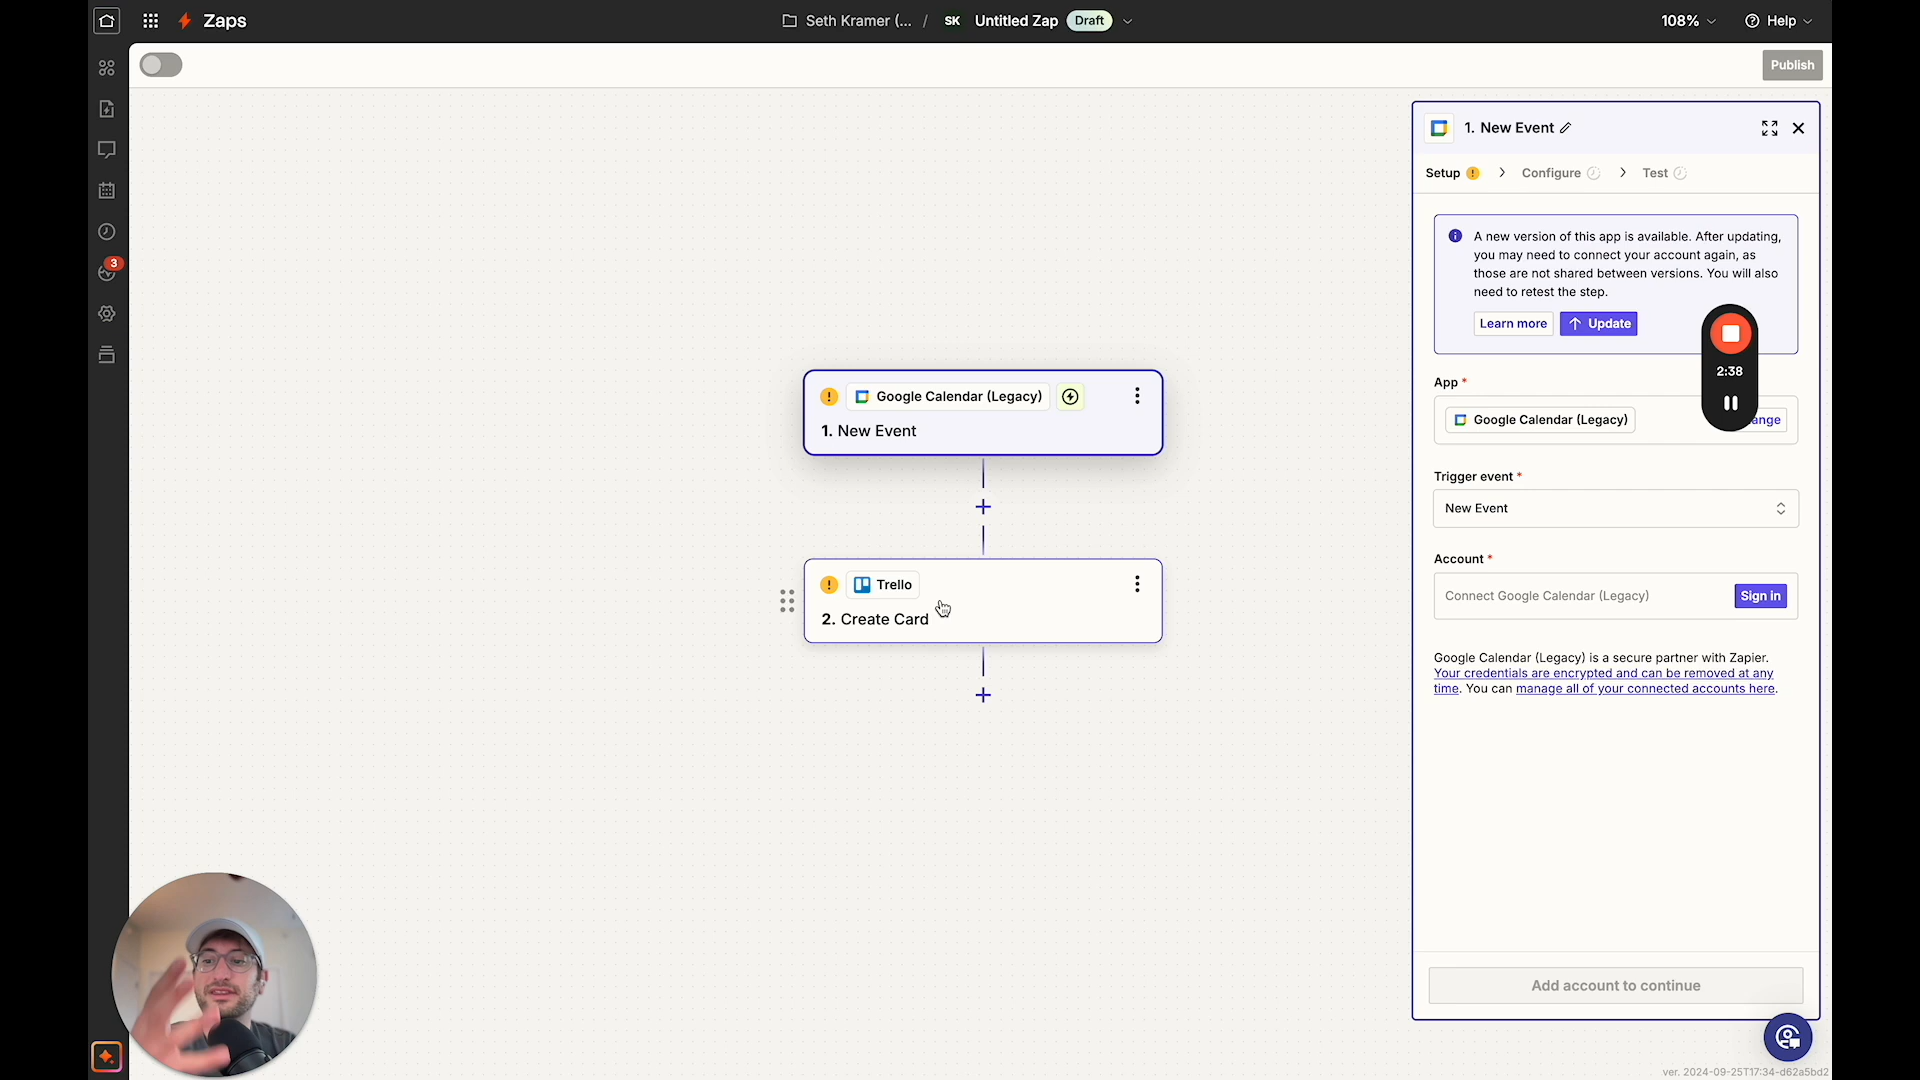 Zaps
Seth Kramer (... / SK Untitled Zap Draft
108%
Help
Publish
3
1. New Event
Setup ! Configure Test
A new version of this app is available. After updating,
you may need to connect your account again, as
those are not shared between versions. You will also
need to retest the step.
Learn more
Update
2:38
App *
Google Calendar (Legacy)
ange
Trigger event *
New Event
Account *
Connect Google Calendar (Legacy)
Sign in
Google Calendar (Legacy) is a secure partner with Zapier.
Your credentials are encrypted and can be removed at any
time. You can manage all of your connected accounts here.
Add account to continue
Google Calendar (Legacy)
1. New Event
Trello
2. Create Card
ver. 2024-09-25T17:34-d62a5bd2